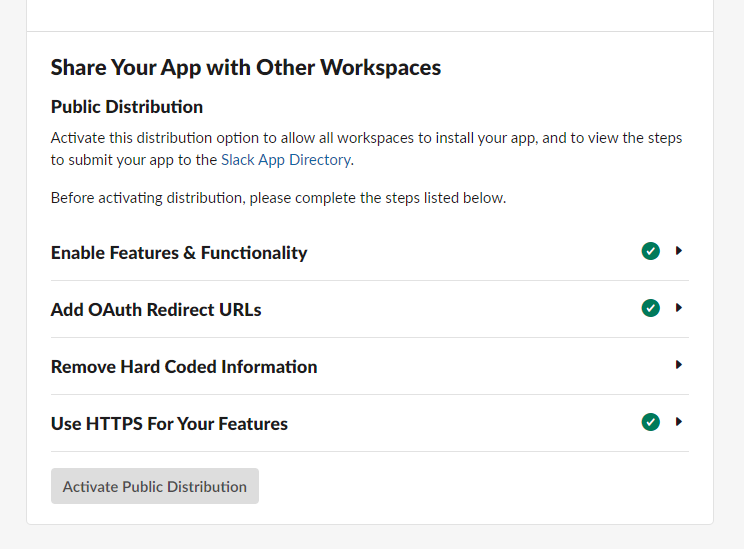 Share Your App with Other Workspaces
Public Distribution
Activate this distribution option to allow all workspaces to install your app, and to view the steps
to submit your app to the Slack App Directory.
Before activating distribution, please complete the steps listed below.
Enable Features & Functionality
Add OAuth Redirect URLs
Remove Hard Coded Information
Use HTTPS For Your Features
Activate Public Distribution